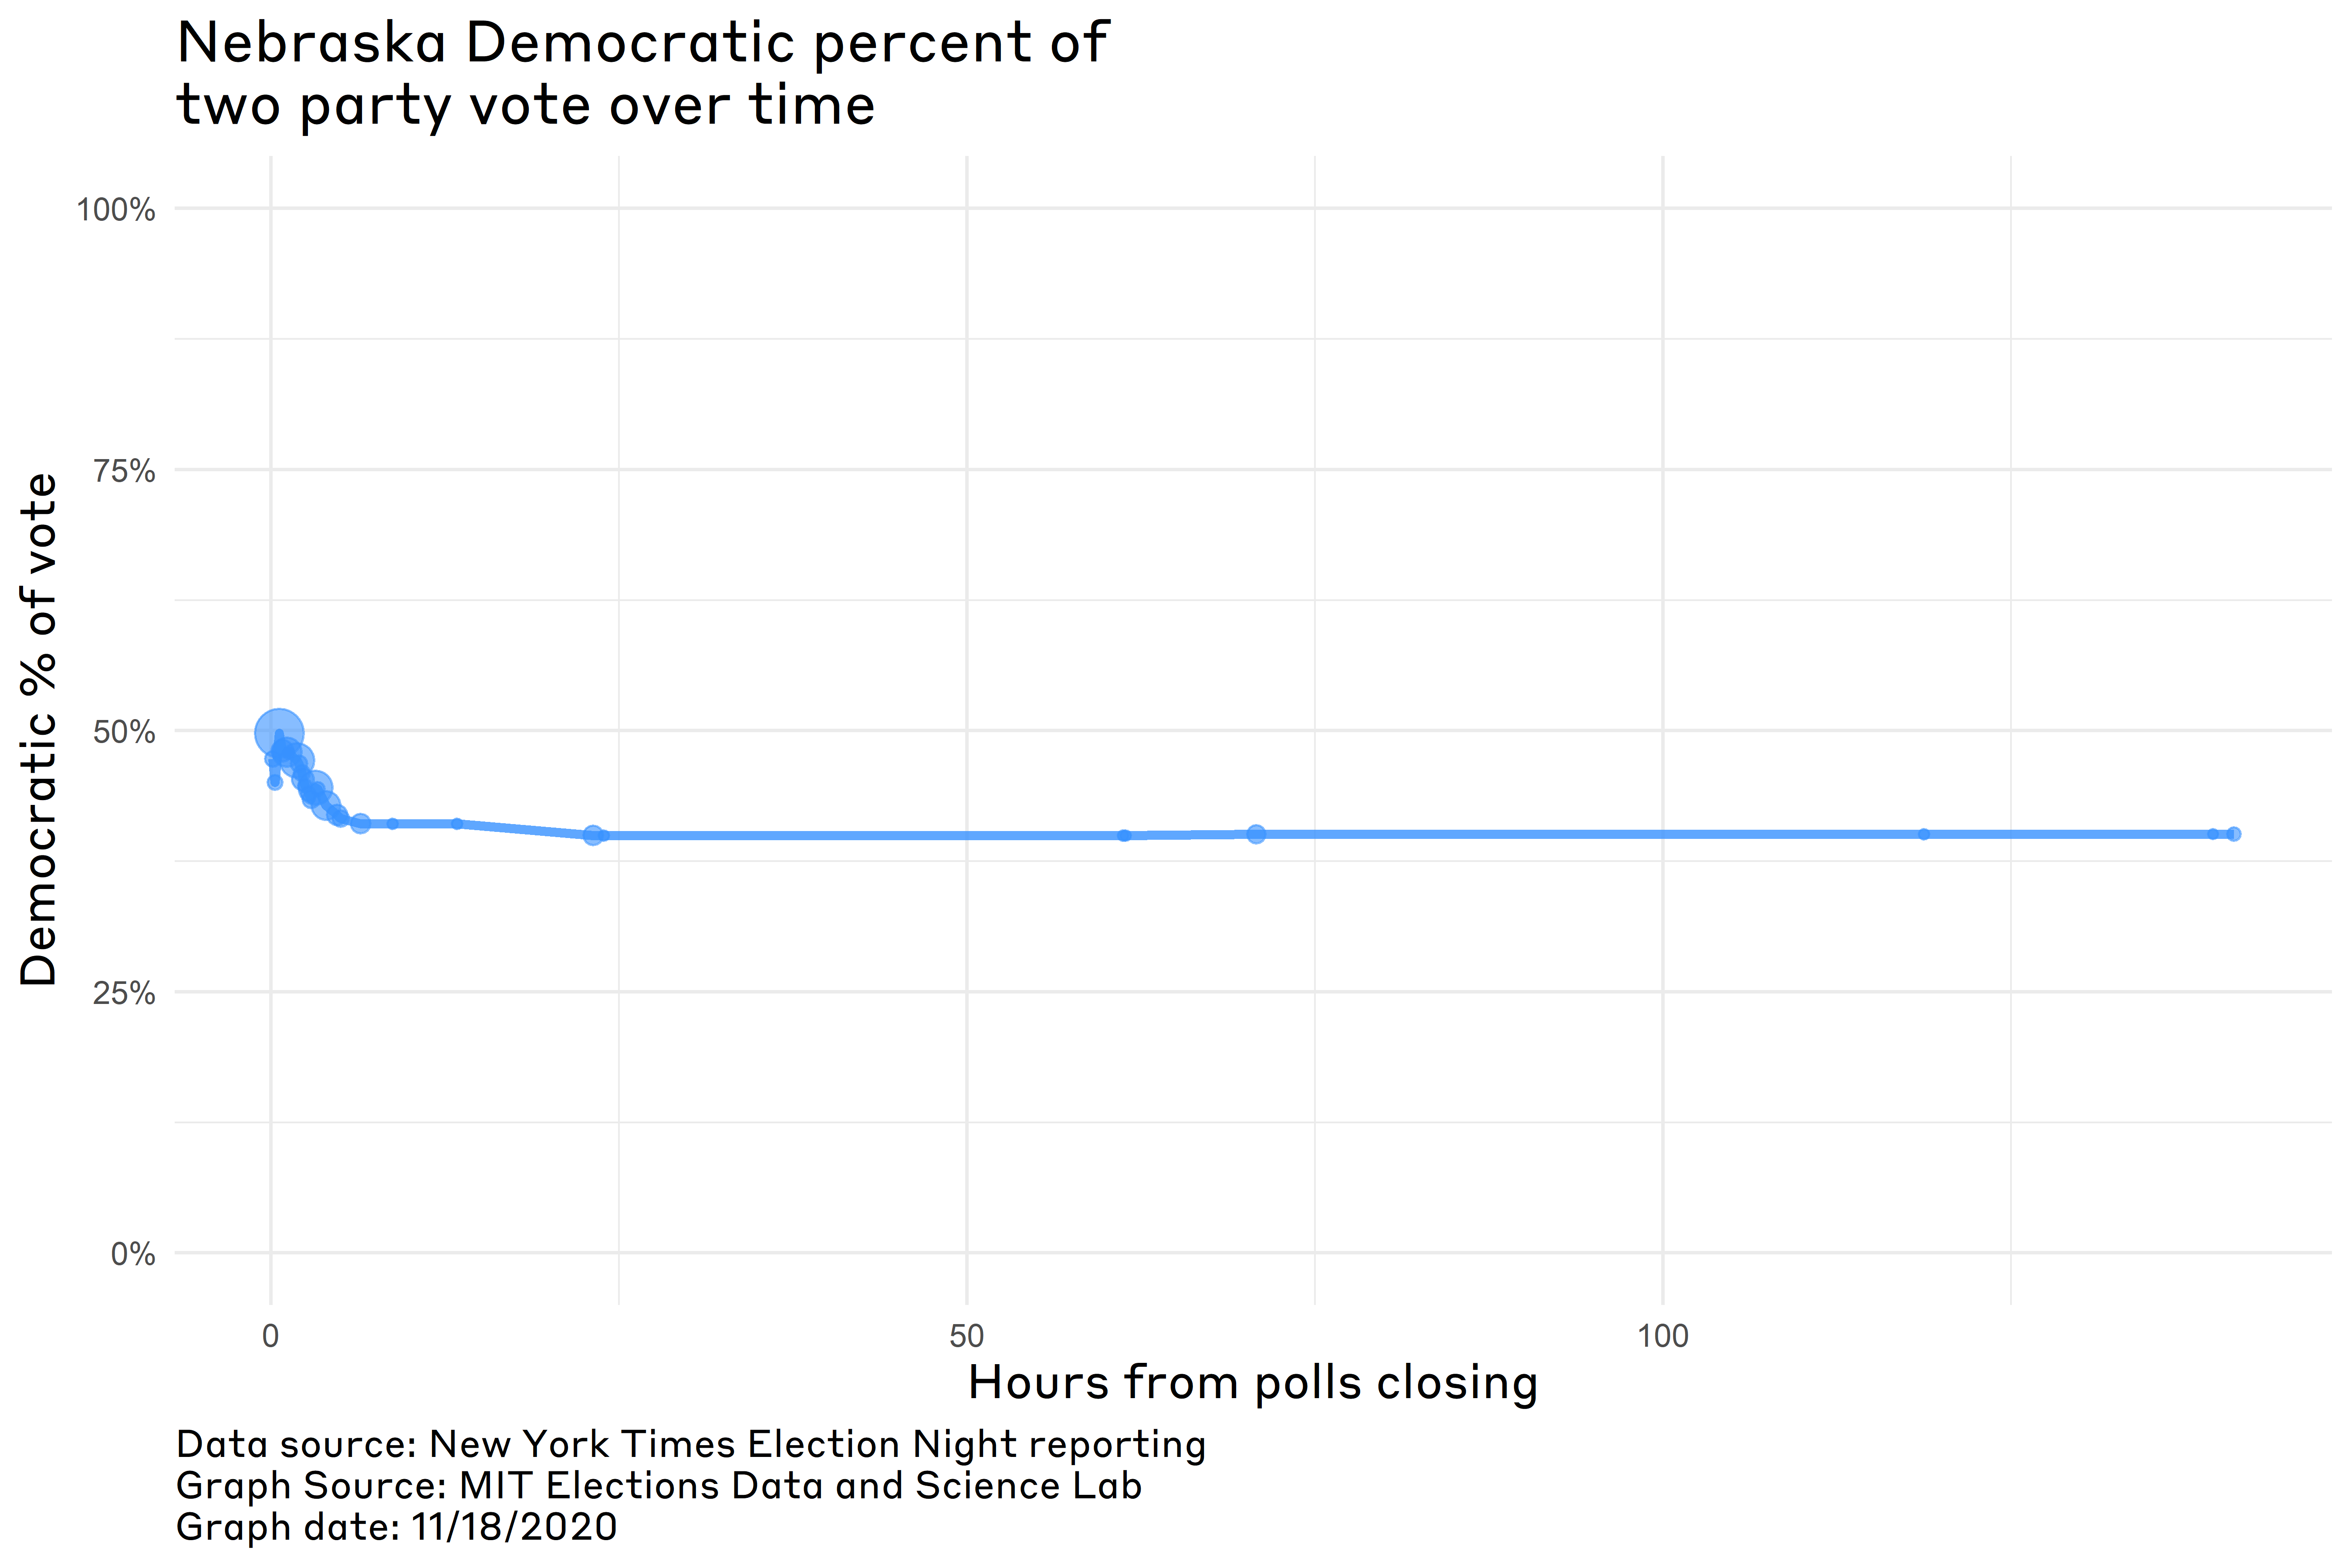 Nebraska Democratic percent of
two party vote over time
Democratic % of vote
100%
75%
50%
25%
0%
0
50
100
Hours from polls closing
Data source: New York Times Election Night reporting
Graph Source: MIT Elections Data and Science Lab
Graph date: 11/18/2020